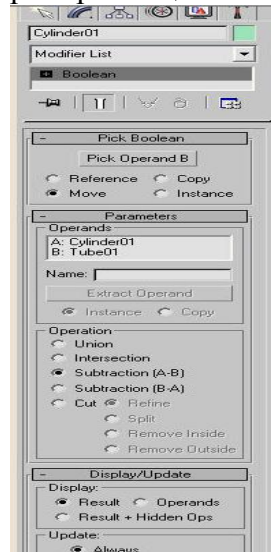 Cylinder01
Modifier List
Boolean
- Pick Boolean
Pick Operand B
Reference Copy
Move Instance
- Parameters
Operands
A: Cylinder01
B: Tube01
Name:
Extract Operand
Instance Copy
Operation
Union
Intersection
Subtraction (A-B)
Subtraction (B-A)
Cut Refine
Split
Remove Inside
Remove Outside
- Display/Update
Display:
Result Operands
Result + Hidden Ops
Update:
Always